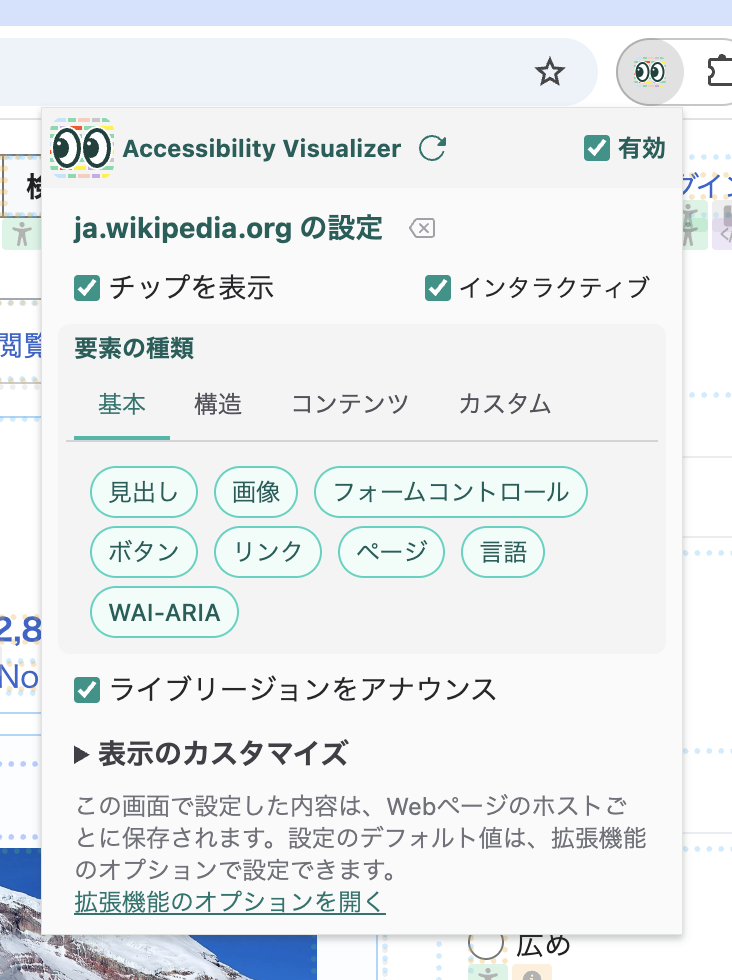 Accessibility Visualizer 有効
検
ja.wikipedia.org の設定
チップを表示 インタラクティブ
閲覧
要素の種類
基本 構造 コンテンツ カスタム
見出し 画像 フォームコントロール
ボタン リンク ページ 言語
WAI-ARIA
2,8
No
ライブリージョンをアナウンス
▶ 表示のカスタマイズ
この画面で設定した内容は、Webページのホストご
とに保存されます。設定のデフォルト値は、拡張機能
のオプションで設定できます。
拡張機能のオプションを開く
広め